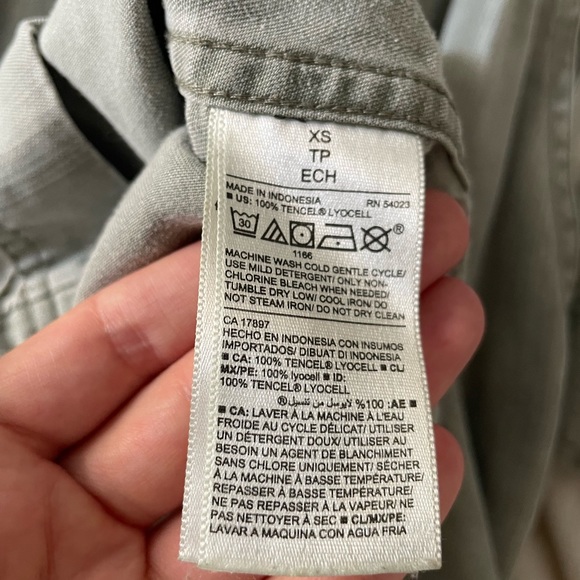 XS
TP
ECH
MADE IN INDONESIA RN 54023
■ US: 100% TENCEL® LYOCELL
30 ®
1166
MACHINE WASH COLD GENTLE CYCLE/
USE MILD DETERGENT/ ONLY NON-
CHLORINE BLEACH WHEN NEEDED/
TUMBLE DRY LOW/ COOL IRON/ DO
NOT STEAM IRON/ DO NOT DRY CLEAN
CA 17897
HECHO EN INDONESIA CON INSUMOS
IMPORTADOS/ DIBUAT DI INDONESIA
■ CA: 100% TENCEL® LYOCELL ■ CL/
MX/PE: 100% lyocell ■ ID:
100% TENCEL® LYOCELL
■ AE: 100% لايوسل من تنسيل®
■ CA: LAVER À LA MACHINE À L'EAU
FROIDE AU CYCLE DÉLICAT/ UTILISER
UN DÉTERGENT DOUX/ UTILISER AU
BESOIN UN AGENT DE BLANCHIMENT
SANS CHLORE UNIQUEMENT/ SÉCHER
À LA MACHINE À BASSE TEMPÉRATURE/
REPASSER À BASSE TEMPÉRATURE/
NE PAS REPASSER À LA VAPEUR/ NE
PAS NETTOYER À SEC ■ CL/MX/PE:
LAVAR A MAQUINA CON AGUA FRIA